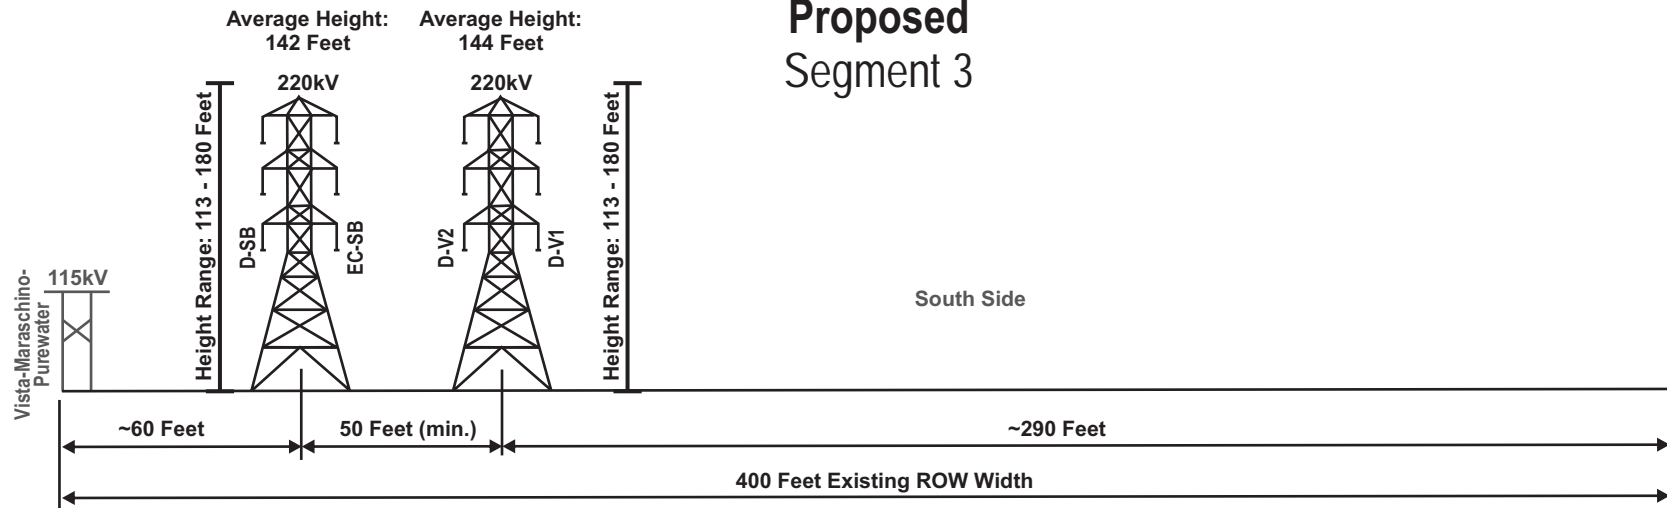 Proposed
Segment 3
Average Height:
142 Feet
Average Height:
144 Feet
220kV
220kV
Height Range: 113 - 180 Feet
Height Range: 113 - 180 Feet
D-SB
EC-SB
D-V2
D-V1
Vista-Maraschino-
Purewater
115kV
South Side
~60 Feet
50 Feet (min.)
~290 Feet
400 Feet Existing ROW Width